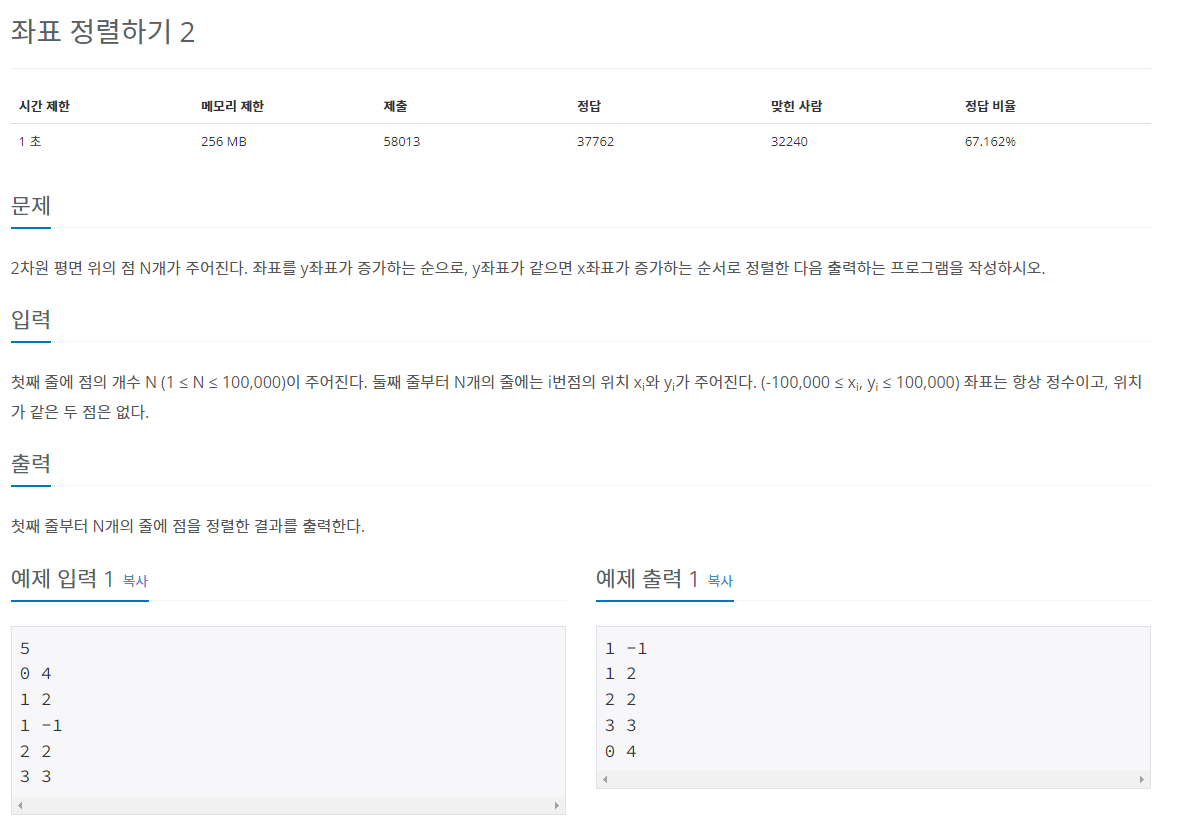 좌표 정렬하기 2
시간 제한 메모리 제한 제출 정답 맞힌 사람 정답 비율
1 초 256 MB 58013 37762 32240 67.162%
문제
2차원 평면 위의 점 N개가 주어진다. 좌표를 y좌표가 증가하는 순으로, y좌표가 같으면 x좌표가 증가하는 순서로 정렬한 다음 출력하는 프로그램을 작성하시오.
입력
첫째 줄에 점의 개수 N (1 ≤ N ≤ 100,000)이 주어진다. 둘째 줄부터 N개의 줄에는 i번점의 위치 xi와 yi가 주어진다. (-100,000 ≤ xi, yi ≤ 100,000) 좌표는 항상 정수이고, 위치
가 같은 두 점은 없다.
출력
첫째 줄부터 N개의 줄에 점을 정렬한 결과를 출력한다.
예제 입력 1 복사
5
0 4
1 2
1 -1
2 2
3 3
예제 출력 1 복사
1 -1
1 2
2 2
3 3
0 4